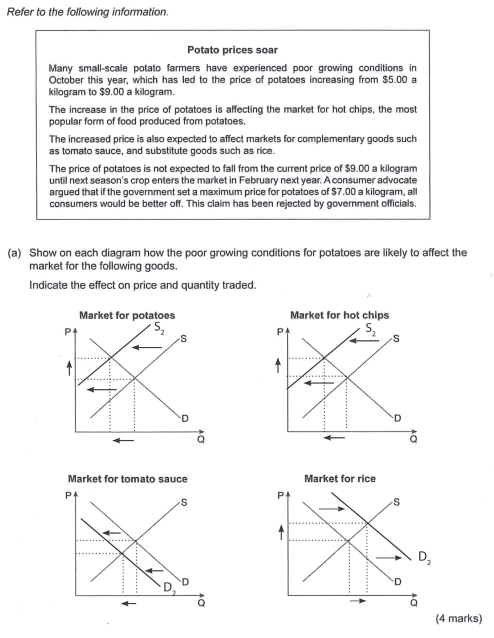 Refer to the following information.
Potato prices soar
Many small-scale potato farmers have experienced poor growing conditions in
October this year, which has led to the price of potatoes increasing from $5.00 a
kilogram to $9.00 a kilogram.
The increase in the price of potatoes is affecting the market for hot chips, the most
popular form of food produced from potatoes.
The increased price is also expected to affect markets for complementary goods such
as tomato sauce, and substitute goods such as rice.
The price of potatoes is not expected to fall from the current price of $9.00 a kilogram
until next season's crop enters the market in February next year. A consumer advocate
argued that if the government set a maximum price for potatoes of $7.00 a kilogram, all
consumers would be better off. This claim has been rejected by government officials.
(a) Show on each diagram how the poor growing conditions for potatoes are likely to affect the
market for the following goods.
Indicate the effect on price and quantity traded.
Market for potatoes
P
S₂
S
D
Q
Market for hot chips
P
S₂
S
D
Q
Market for tomato sauce
P
S
D
D₂
Q
Market for rice
P
S
D₂
D
Q
(4 marks)